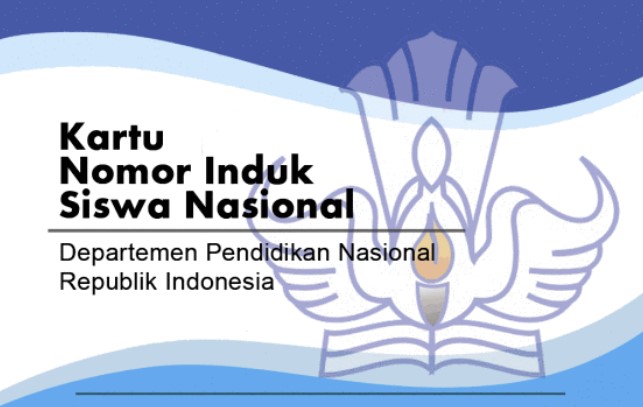 Kartu
Nomor Induk
Siswa Nasional
Departemen Pendidikan Nasional
Republik Indonesia